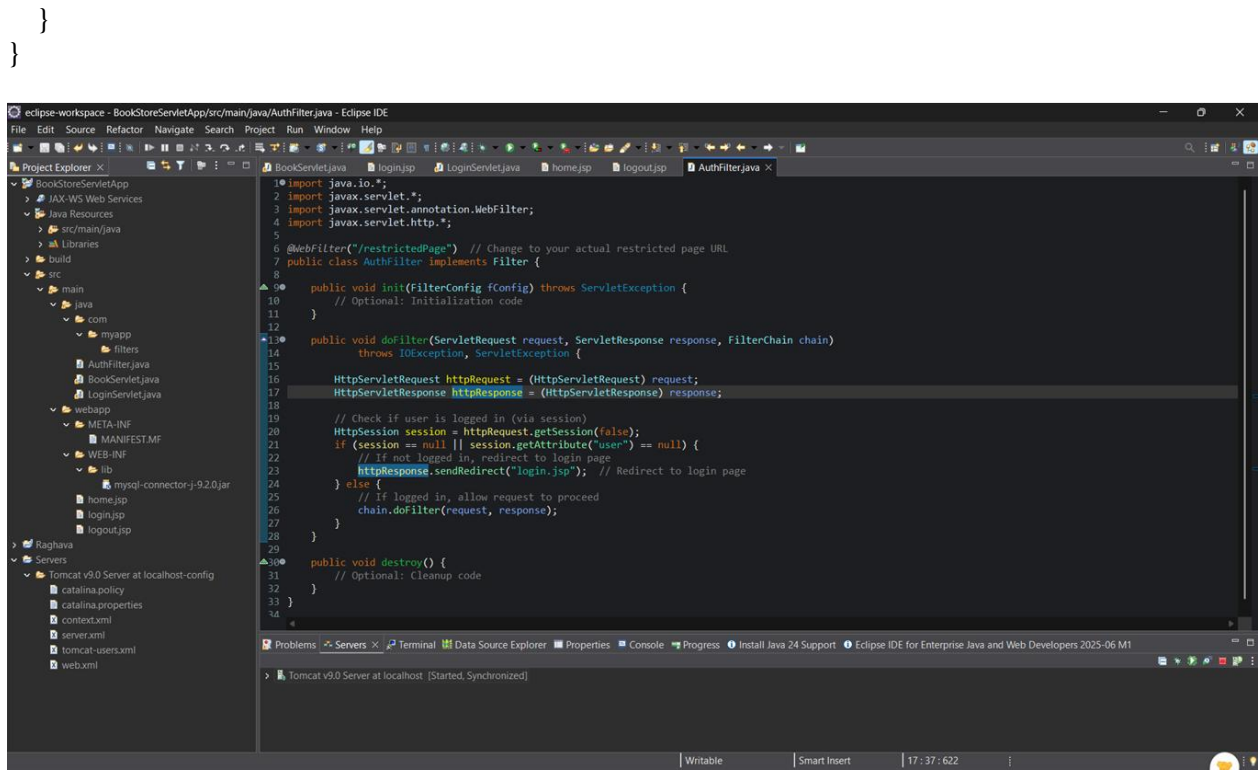 }
}
eclipse-workspace - BookStoreServletApp/src/main/java/AuthFilter.java - Eclipse IDE
File Edit Source Refactor Navigate Search Project Run Window Help
Project Explorer
BookStoreServletApp
JAX-WS Web Services
Java Resources
src/main/java
Libraries
build
src
main
java
com
myapp
filters
AuthFilter.java
BookServlet.java
LoginServlet.java
webapp
META-INF
MANIFEST.MF
WEB-INF
lib
mysql-connector-j-9.2.0.jar
home.jsp
login.jsp
logout.jsp
Raghava
Servers
Tomcat v9.0 Server at localhost-config
catalina.policy
catalina.properties
context.xml
server.xml
tomcat-users.xml
web.xml
BookServlet.java login.jsp LoginServlet.java home.jsp logout.jsp AuthFilter.java
1 import java.io.*;
2 import javax.servlet.*;
3 import javax.servlet.annotation.WebFilter;
4 import javax.servlet.http.*;
5
6 @WebFilter("/restrictedPage") // Change to your actual restricted page URL
7 public class AuthFilter implements Filter {
8
9 public void init(FilterConfig fConfig) throws ServletException {
10 // Optional: Initialization code
11 }
12
13 public void doFilter(ServletRequest request, ServletResponse response, FilterChain chain)
14 throws IOException, ServletException {
15
16 HttpServletRequest httpRequest = (HttpServletRequest) request;
17 HttpServletResponse httpResponse = (HttpServletResponse) response;
18
19 // Check if user is logged in (via session)
20 HttpSession session = httpRequest.getSession(false);
21 if (session == null || session.getAttribute("user") == null) {
22 // If not logged in, redirect to login page
23 httpResponse.sendRedirect("login.jsp"); // Redirect to login page
24 } else {
25 // If logged in, allow request to proceed
26 chain.doFilter(request, response);
27 }
28 }
29
30 public void destroy() {
31 // Optional: Cleanup code
32 }
33 }
34
Problems Servers Terminal Data Source Explorer Properties Console Progress Install Java 24 Support Eclipse IDE for Enterprise Java and Web Developers 2025-06 M1
Tomcat v9.0 Server at localhost [Started, Synchronized]
Writable Smart Insert 17 : 37 : 622